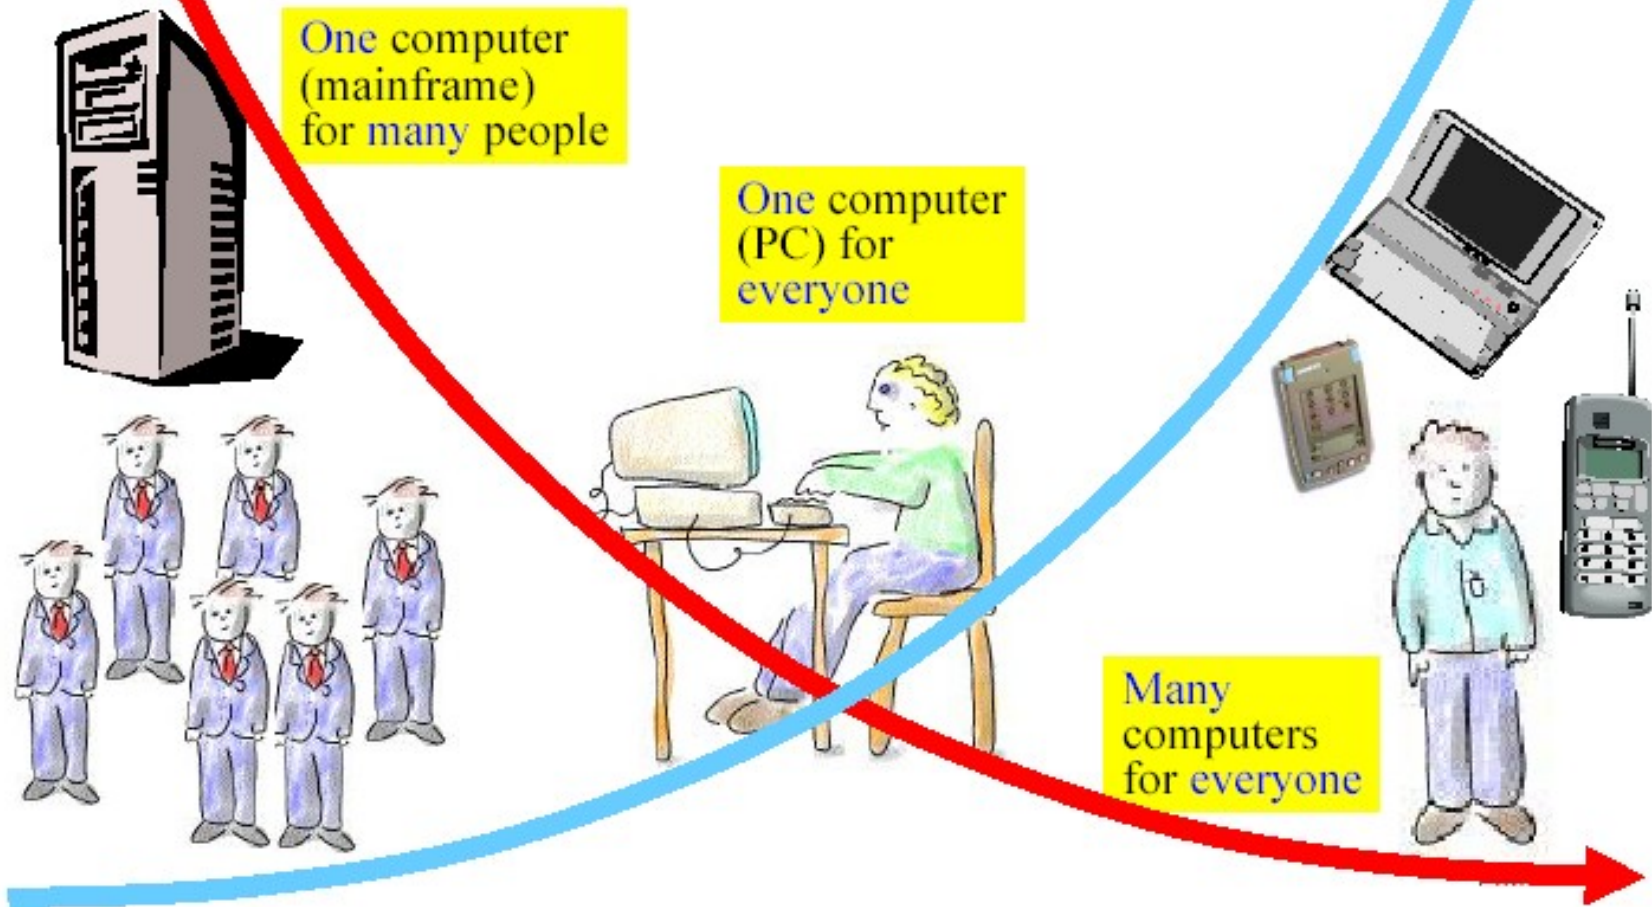 One computer
(mainframe)
for many people
One computer
(PC) for
everyone
Many
computers
for everyone